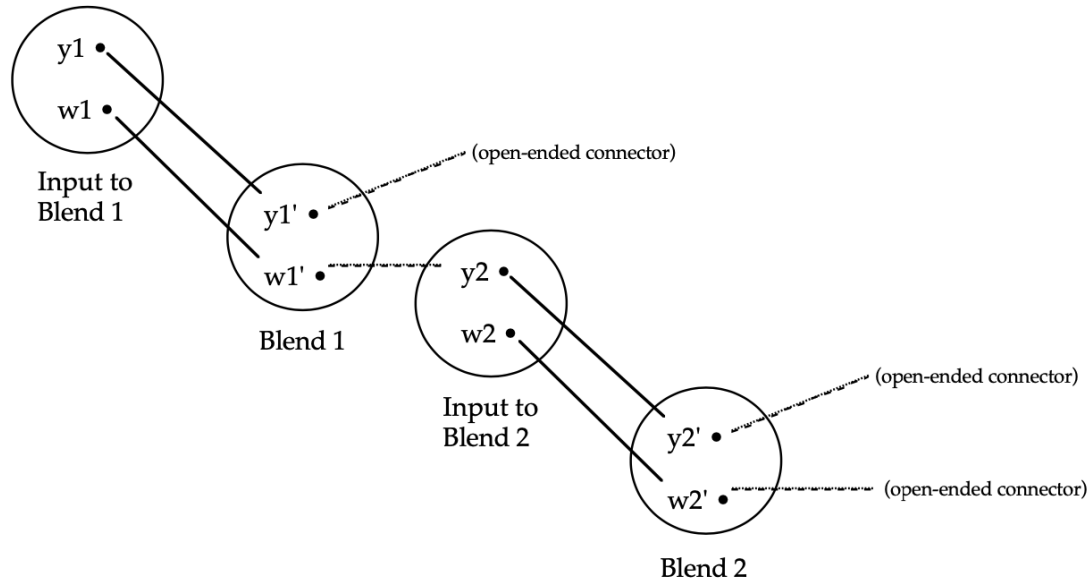 y1
w1
Input to
Blend 1
(open-ended connector)
y1'
w1'
Blend 1
y2
w2
Input to
Blend 2
(open-ended connector)
y2'
w2'
(open-ended connector)
Blend 2